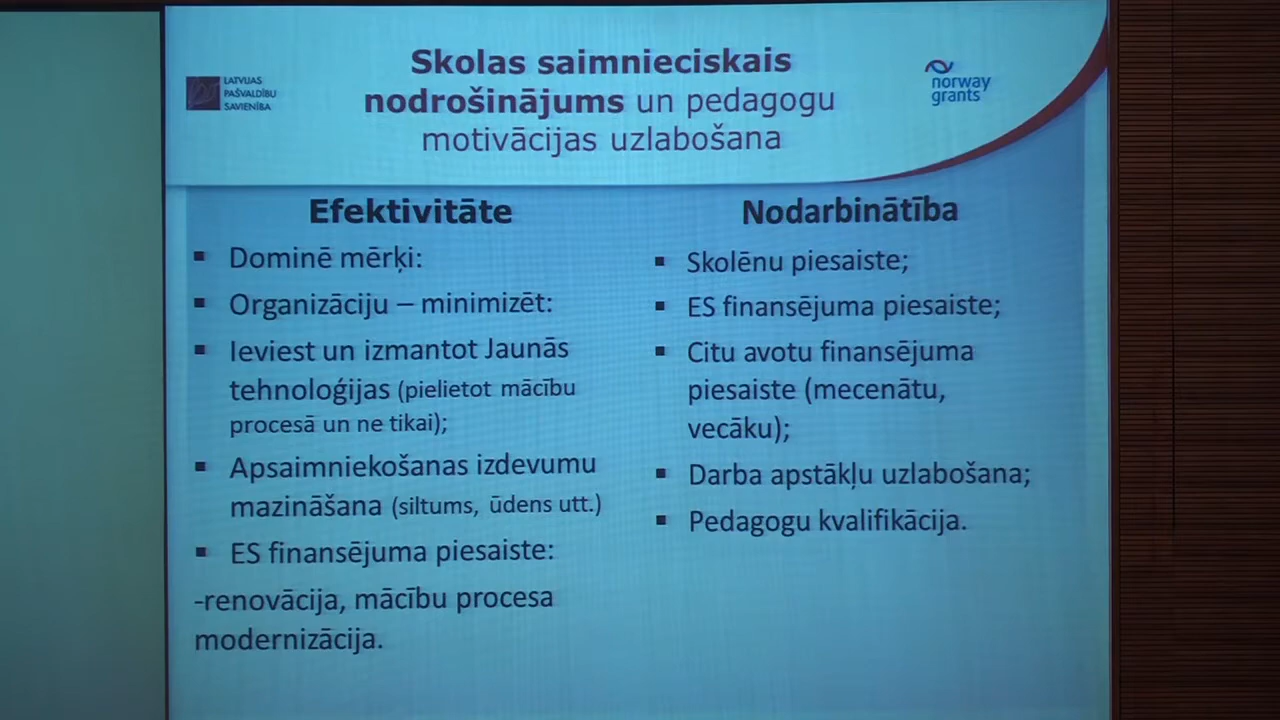 LATVIJAS
PAŠVALDĪBU
SAVIENĪBA
Skolas saimnieciskais
nodrošinājums un pedagogu
motivācijas uzlabošana
norway
grants
Efektivitāte
▪ Dominē mērķi:
▪ Organizāciju – minimizēt:
▪ Ieviest un izmantot Jaunās
tehnoloģijas (pielietot mācību
procesā un ne tikai);
▪ Apsaimniekošanas izdevumu
mazināšana (siltums, ūdens utt.)
▪ ES finansējuma piesaiste:
-renovācija, mācību procesa
modernizācija.
Nodarbinātība
▪ Skolēnu piesaiste;
▪ ES finansējuma piesaiste;
▪ Citu avotu finansējuma
piesaiste (mecenātu,
vecāku);
▪ Darba apstākļu uzlabošana;
▪ Pedagogu kvalifikācija.